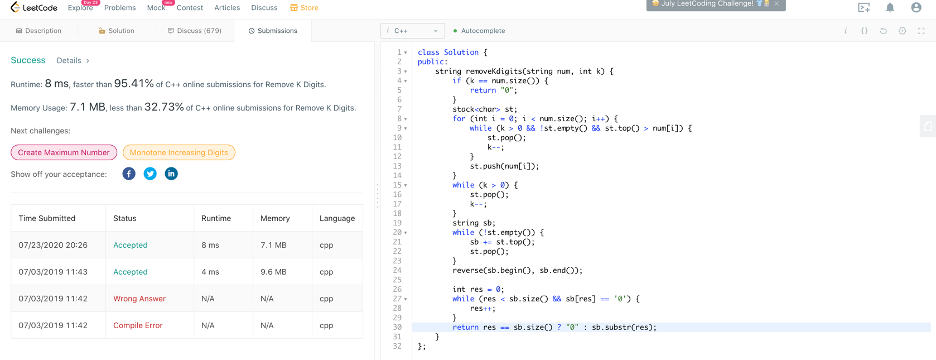 LeetCode
Explore
Day 23
Problems
Mock
New
Contest
Articles
Discuss
Store
July LeetCoding Challenge!
×
Description
Solution
Discuss (679)
Submissions
i C++
Autocomplete
Success
Details >
Runtime: 8 ms, faster than 95.41% of C++ online submissions for Remove K Digits.
Memory Usage: 7.1 MB, less than 32.73% of C++ online submissions for Remove K Digits.
Next challenges:
Create Maximum Number
Monotone Increasing Digits
Show off your acceptance:
Time Submitted Status Runtime Memory Language
07/23/2020 20:26 Accepted 8 ms 7.1 MB cpp
07/03/2019 11:43 Accepted 4 ms 9.6 MB cpp
07/03/2019 11:42 Wrong Answer N/A N/A cpp
07/03/2019 11:42 Compile Error N/A N/A cpp
1 class Solution {
2 public:
3 string removeKdigits(string num, int k) {
4 if (k == num.size()) {
5 return "0";
6 }
7 stack<char> st;
8 for (int i = 0; i < num.size(); i++) {
9 while (k > 0 && !st.empty() && st.top() > num[i]) {
10 st.pop();
11 k--;
12 }
13 st.push(num[i]);
14 }
15 while (k > 0) {
16 st.pop();
17 k--;
18 }
19 string sb;
20 while (!st.empty()) {
21 sb += st.top();
22 st.pop();
23 }
24 reverse(sb.begin(), sb.end());
25
26 int res = 0;
27 while (res < sb.size() && sb[res] == '0') {
28 res++;
29 }
30 return res == sb.size() ? "0" : sb.substr(res);
31 }
32 };